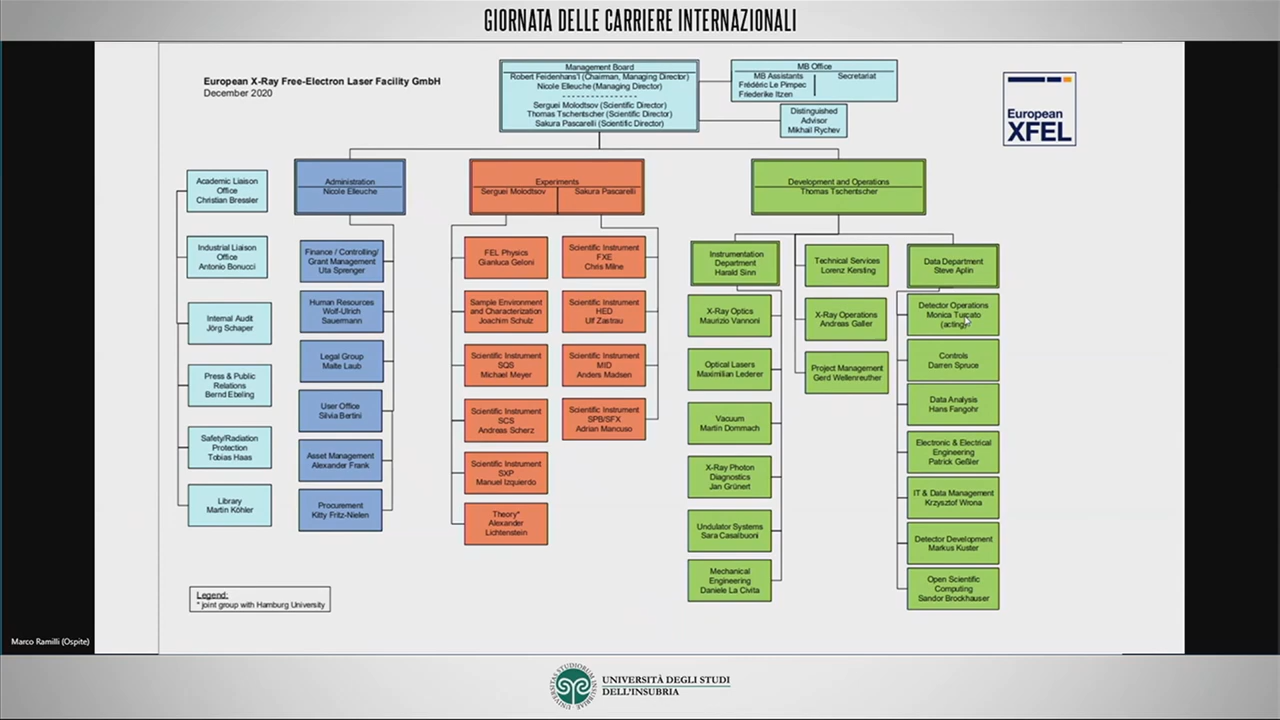 GIORNATA DELLE CARRIERE INTERNAZIONALI
European X-Ray Free-Electron Laser Facility GmbH
December 2020
Management Board
Robert Feidenhans'l (Chairman, Managing Director)
Nicole Elleuche (Managing Director)
Serguei Molodtsov (Scientific Director)
Thomas Tschentscher (Scientific Director)
Sakura Pascarelli (Scientific Director)
MB Office
MB Assistants
Frédéric Le Pimpec
Friederike Itzen
Secretariat
Distinguished
Advisor
Mikhail Rychev
European
XFEL
Academic Liaison
Office
Christian Bressler
Industrial Liaison
Office
Antonio Bonucci
Internal Audit
Jörg Schaper
Press & Public
Relations
Bernd Ebeling
Safety/Radiation
Protection
Tobias Haas
Library
Martin Köhler
Administration
Nicole Elleuche
Finance / Controlling/
Grant Management
Uta Sprenger
Human Resources
Wolf-Ulrich
Sauermann
Legal Group
Malte Laub
User Office
Silvia Bertini
Asset Management
Alexander Frank
Procurement
Kitty Fritz-Nielen
Experiments
Serguei Molodtsov
Sakura Pascarelli
FEL Physics
Gianluca Geloni
Sample Environment
and Characterization
Joachim Schulz
Scientific Instrument
SQS
Michael Meyer
Scientific Instrument
SCS
Andreas Scherz
Scientific Instrument
SXP
Manuel Izquierdo
Theory*
Alexander
Lichtenstein
Scientific Instrument
FXE
Chris Milne
Scientific Instrument
HED
Ulf Zastrau
Scientific Instrument
MID
Anders Madsen
Scientific Instrument
SPB/SFX
Adrian Mancuso
Development and Operations
Thomas Tschentscher
Instrumentation
Department
Harald Sinn
X-Ray Optics
Maurizio Vannoni
Optical Lasers
Maximilian Lederer
Vacuum
Martin Dommach
X-Ray Photon
Diagnostics
Jan Grünert
Undulator Systems
Sara Casalbuoni
Mechanical
Engineering
Daniele La Civita
Technical Services
Lorenz Kersting
X-Ray Operations
Andreas Galler
Project Management
Gerd Wellenreuther
Data Department
Steve Aplin
Detector Operations
Monica Turcato
(acting)
Controls
Darren Spruce
Data Analysis
Hans Fangohr
Electronic & Electrical
Engineering
Patrick Geßler
IT & Data Management
Krzysztof Wrona
Detector Development
Markus Kuster
Open Scientific
Computing
Sandor Brockhauser
Legend:
* joint group with Hamburg University
Marco Ramilli (Ospite)
UNIVERSITÀ DEGLI STUDI
DELL'INSUBRIA